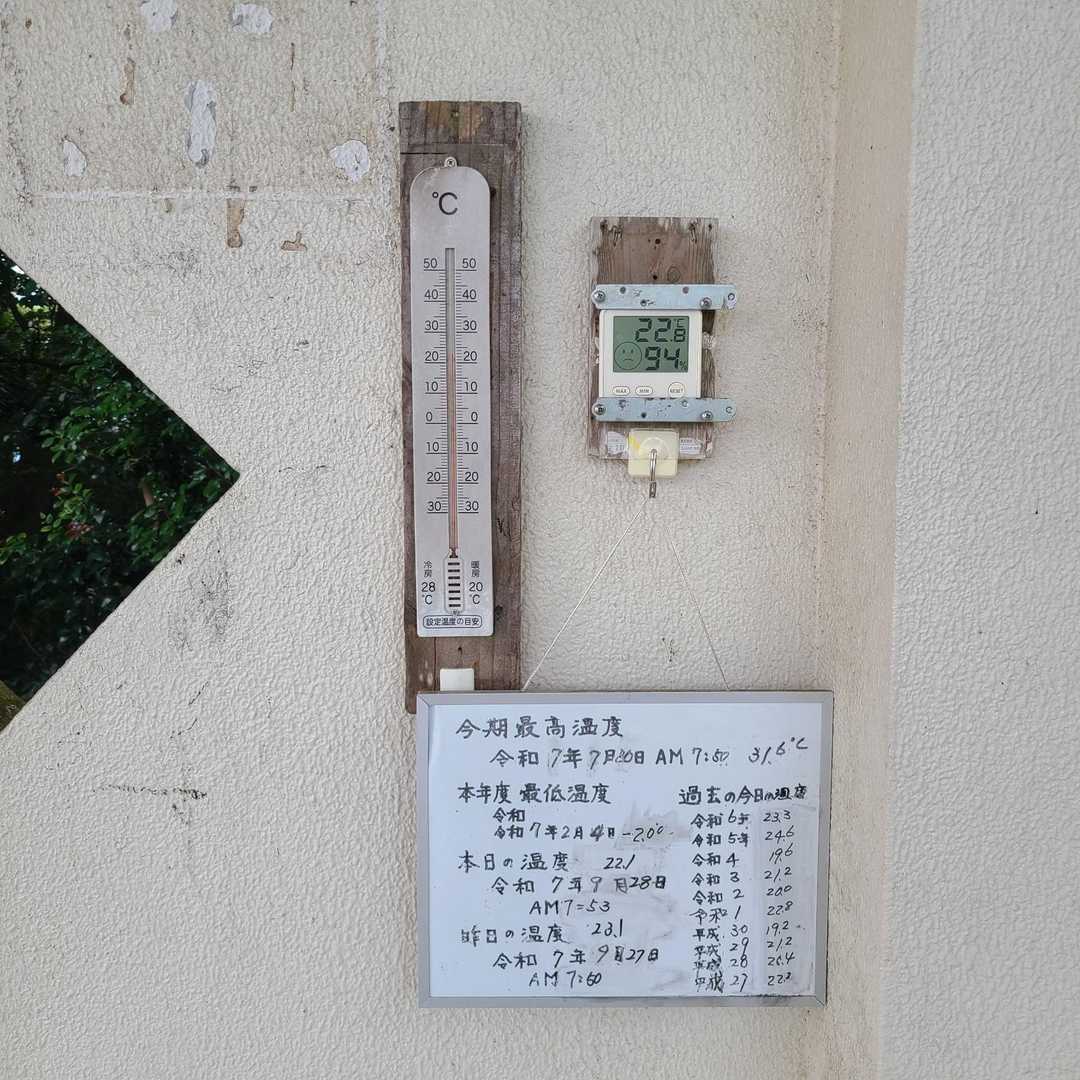 ℃
50 50
40 40
30 30
20 20
10 10
0 0
10 10
20 20
30 30
冷房 暖房
28℃ 20℃
設定温度の目安
22.8℃
94%
MAX MIN RESET
今期最高温度
令和 7年 7月30日 AM 7:50 31.6℃
本年度最低温度
令和
令和 7年2月4日 -2.0°
本日の温度 22.1
令和 7年9月28日
AM 7=53
昨日の温度 23.1
令和 7年9月27日
AM 7:50
過去の今日の温度
令和 6年 23.3
令和 5年 24.6
令和 4 19.6
令和 3 21.2
令和 2 20.0
令和 1 22.8
平成 30 19.2
平成 29 21.2
平成 28 26.4
平成 27